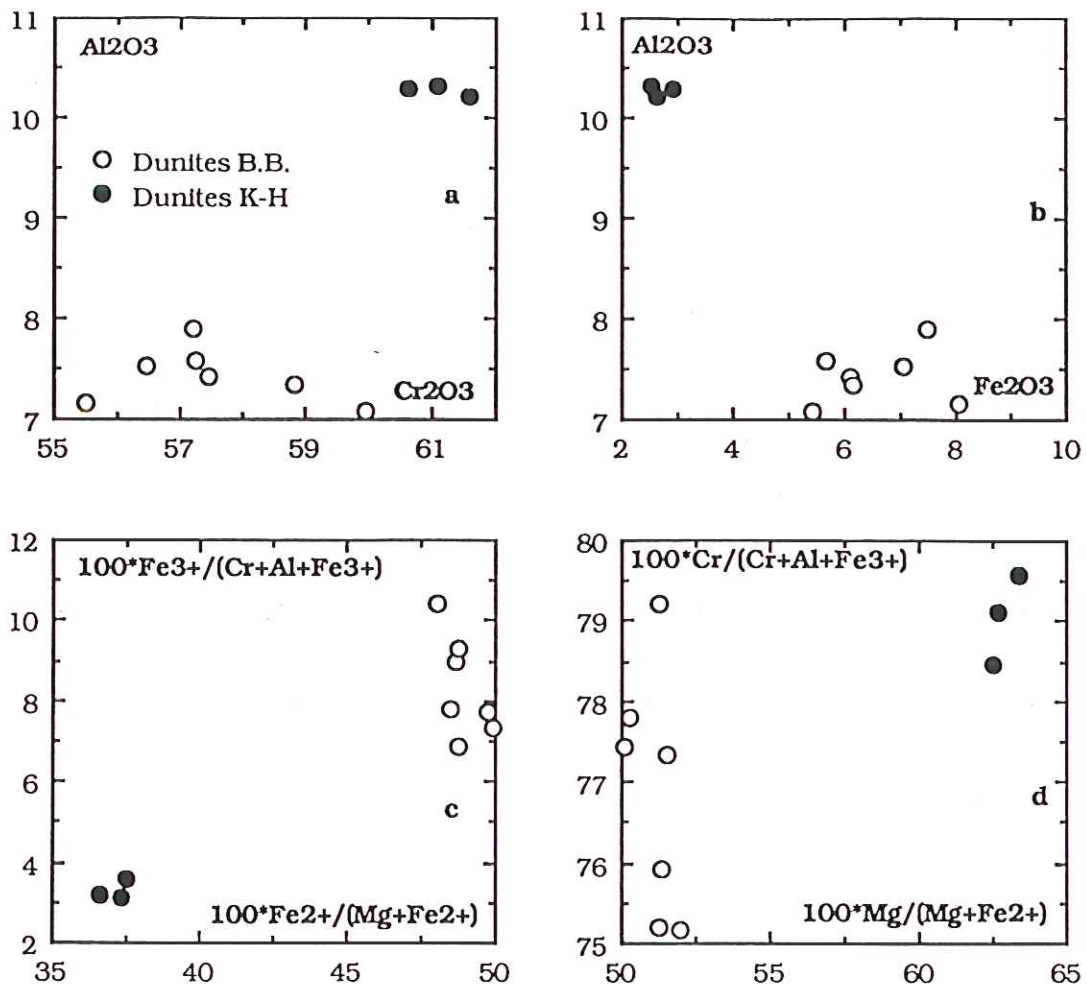 11
Al2O3
10
Dunites B.B.
Dunites K-H
a
9
8
Cr2O3
7
55
57
59
61
11
Al2O3
10
b
9
8
Fe2O3
7
2
4
6
8
10
12
100*Fe3+/(Cr+Al+Fe3+)
10
8
6
c
4
100*Fe2+/(Mg+Fe2+)
2
35
40
45
50
80
100*Cr/(Cr+Al+Fe3+)
79
78
77
d
76
100*Mg/(Mg+Fe2+)
75
50
55
60
65